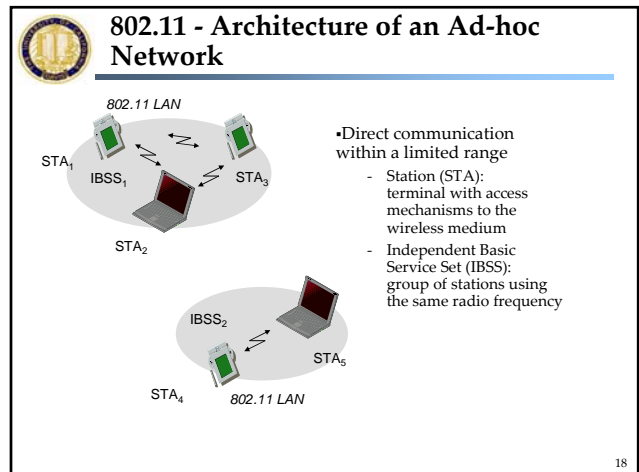 802.11 - Architecture of an Ad-hoc
Network
802.11 LAN
STA1
IBSS1
STA3
STA2
IBSS2
STA5
STA4
802.11 LAN
▪Direct communication
within a limited range
- Station (STA):
terminal with access
mechanisms to the
wireless medium
- Independent Basic
Service Set (IBSS):
group of stations using
the same radio frequency
18